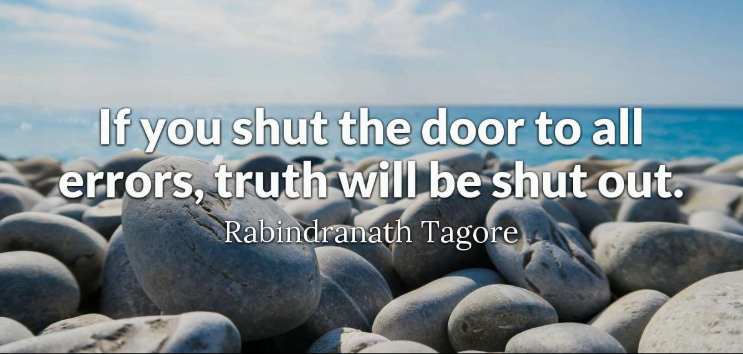 If you shut the door to all
errors, truth will be shut out.
Rabindranath Tagore